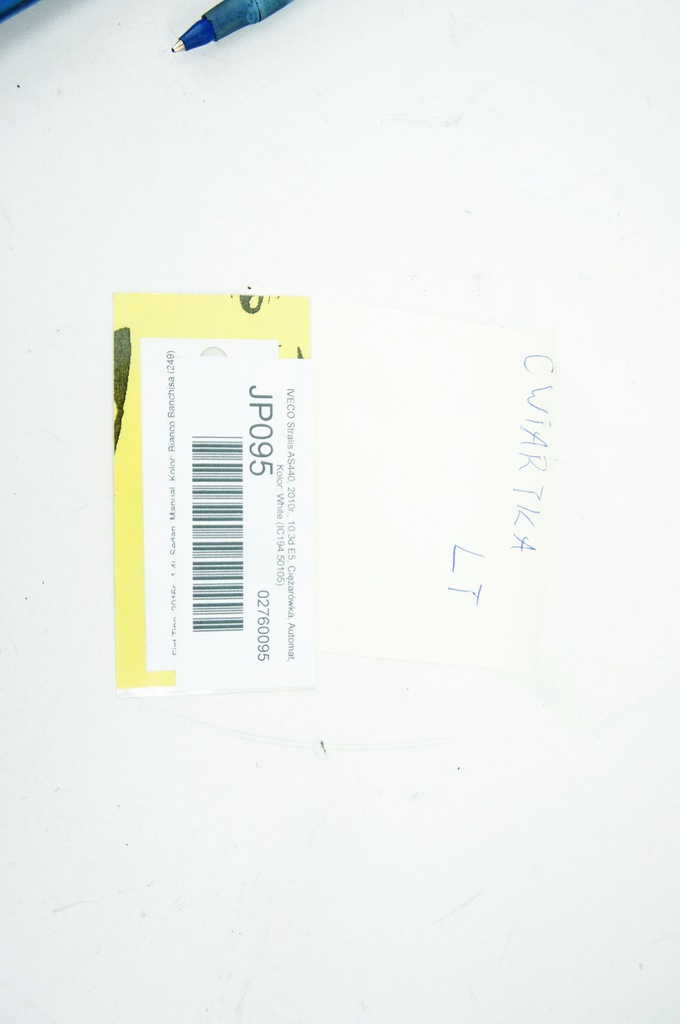 IVECO Stralis AS440, 2010r., 10.3d E5, Ciężarówka, Automat,
Kolor: White (IC194 50105)
JP095
02760095
Fiat Tipo, 2016r., 1.4i, Sedan, Manual, Kolor: Bianco Banchisa (249)
CWIARTKA
LT